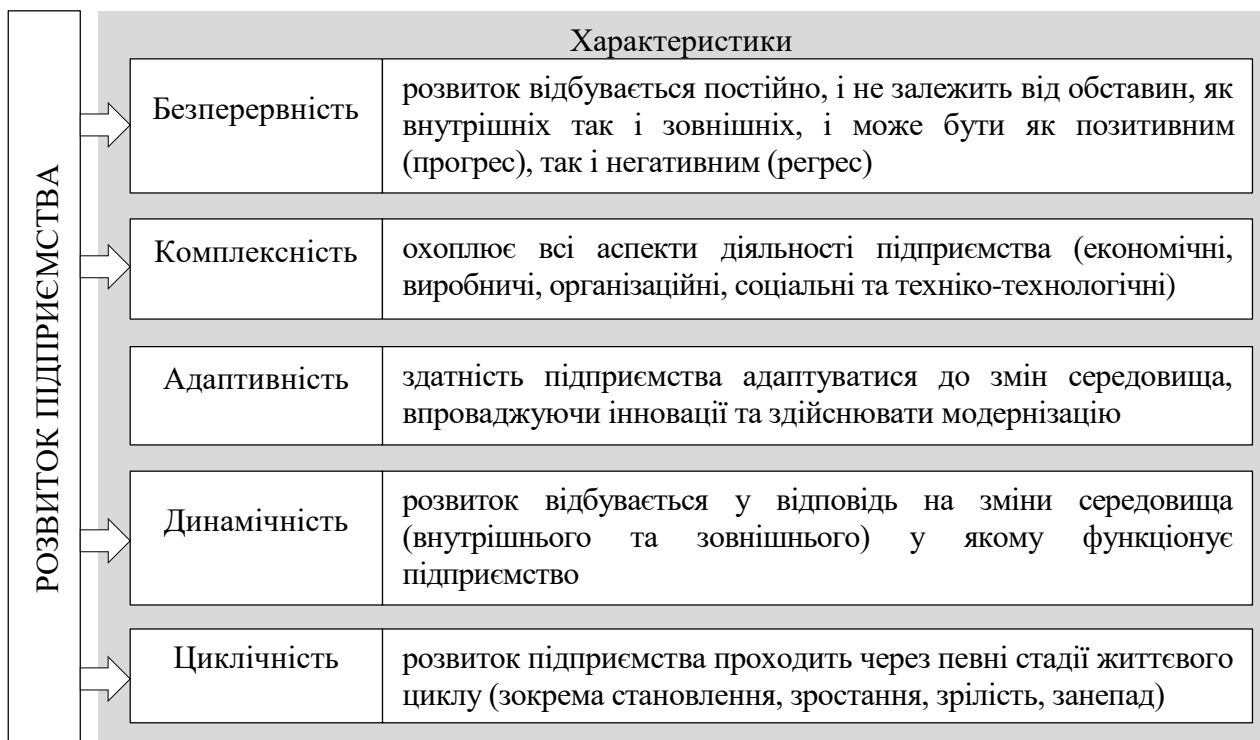 РОЗВИТОК ПІДПРИЄМСТВА
Характеристики
Безперервність
розвиток відбувається постійно, і не залежить від обставин, як
внутрішніх так і зовнішніх, і може бути як позитивним
(прогрес), так і негативним (регрес)
Комплексність
охоплює всі аспекти діяльності підприємства (економічні,
виробничі, організаційні, соціальні та техніко-технологічні)
Адаптивність
здатність підприємства адаптуватися до змін середовища,
впроваджуючи інновації та здійснювати модернізацію
Динамічність
розвиток відбувається у відповідь на зміни середовища
(внутрішнього та зовнішнього) у якому функціонує
підприємство
Циклічність
розвиток підприємства проходить через певні стадії життєвого
циклу (зокрема становлення, зростання, зрілість, занепад)